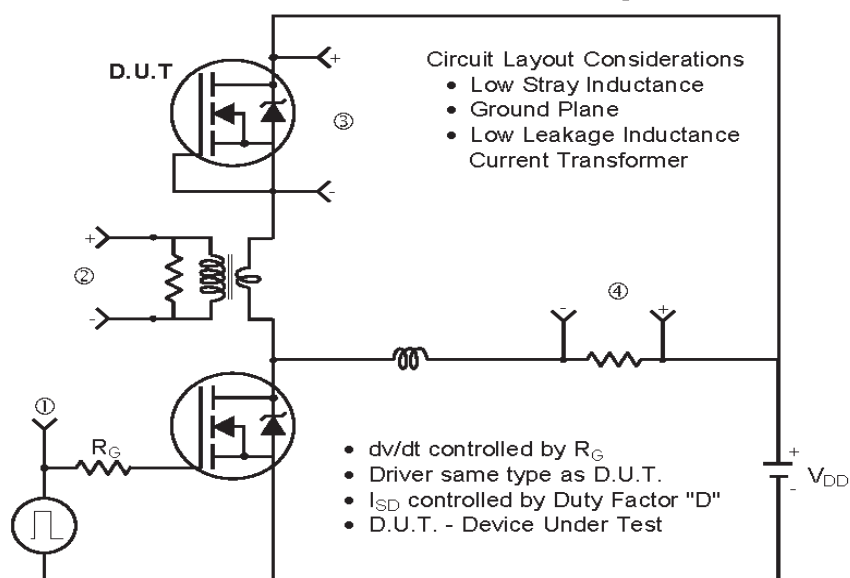 D.U.T
+
③
-
Circuit Layout Considerations
• Low Stray Inductance
• Ground Plane
• Low Leakage Inductance
Current Transformer
+
②
-
④
-
+
①
R_G
• dv/dt controlled by R_G
• Driver same type as D.U.T.
• I_SD controlled by Duty Factor "D"
• D.U.T. - Device Under Test
+
V_DD
-